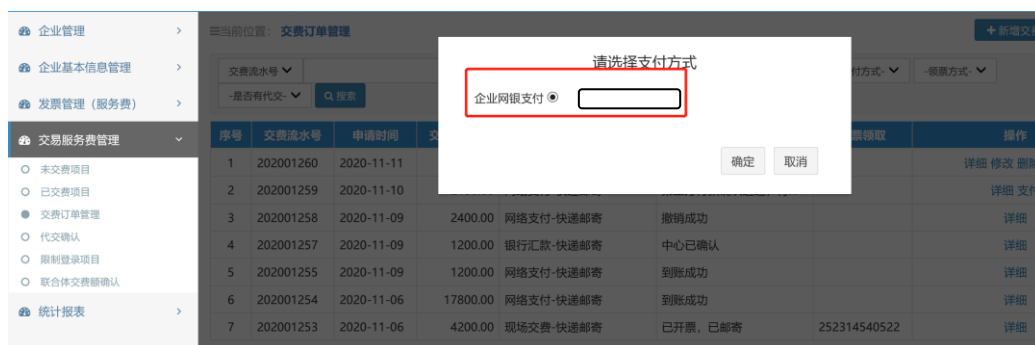 企业管理
企业基本信息管理
发票管理（服务费）
交易服务费管理
未交费项目
已交费项目
交费订单管理
代交确认
限制登录项目
联合体交费额确认
统计报表
当前位置： 交费订单管理
+新增交
交费流水号
付方式-
-领票方式-
-是否有代交-
搜索
请选择支付方式
企业网银支付
确定 取消
序号 交费流水号 申请时间 交 票领取 操作
1 202001260 2020-11-11 详细 修改 删
2 202001259 2020-11-10 详细 支
3 202001258 2020-11-09 2400.00 网络支付-快递邮寄 撤销成功 详细
4 202001257 2020-11-09 1200.00 银行汇款-快递邮寄 中心已确认 详细
5 202001255 2020-11-09 1200.00 网络支付-快递邮寄 到账成功 详细
6 202001254 2020-11-06 17800.00 网络支付-快递邮寄 到账成功 详细
7 202001253 2020-11-06 4200.00 现场交费-快递邮寄 已开票，已邮寄 252314540522 详细